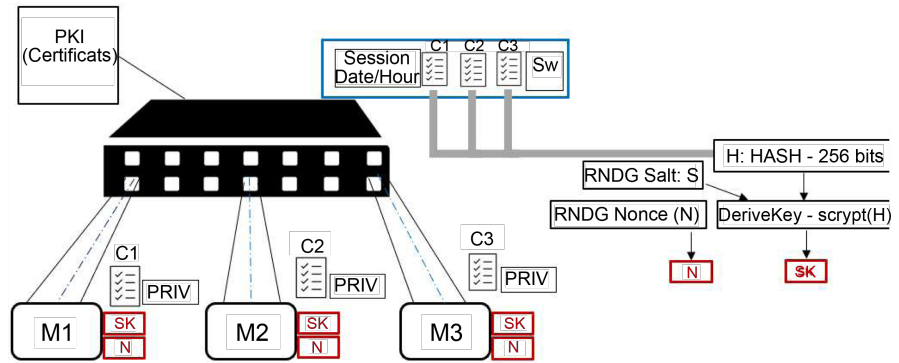 PKI
(Certificats)
Session
Date/Hour
C1
C2
C3
Sw
H: HASH - 256 bits
RNDG Salt: S
RNDG Nonce (N)
DeriveKey - scrypt(H)
N
SK
C1
PRIV
C2
PRIV
C3
PRIV
M1
SK
N
M2
SK
N
M3
SK
N